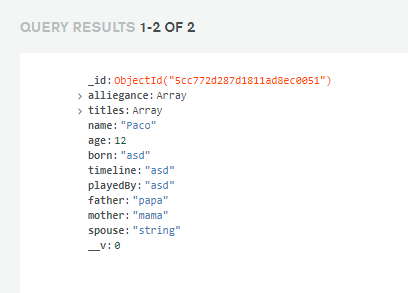 QUERY RESULTS 1-2 OF 2
_id: ObjectId("5cc772d287d1811ad8ec0051")
alliegance: Array
titles: Array
name: "Paco"
age: 12
born: "asd"
timeline: "asd"
playedBy: "asd"
father: "papa"
mother: "mama"
spouse: "string"
__v: 0